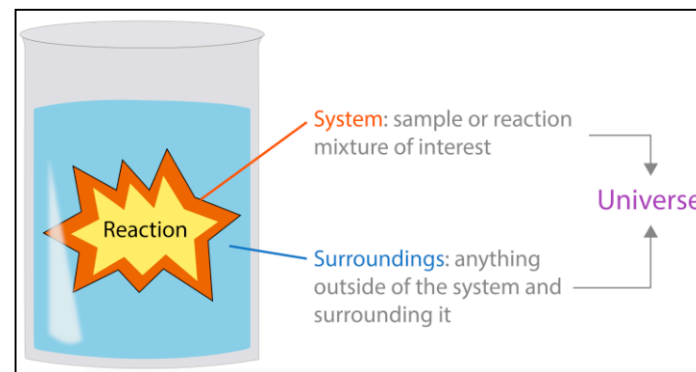 System: sample or reaction
mixture of interest
Universe
Reaction
Surroundings: anything
outside of the system and
surrounding it